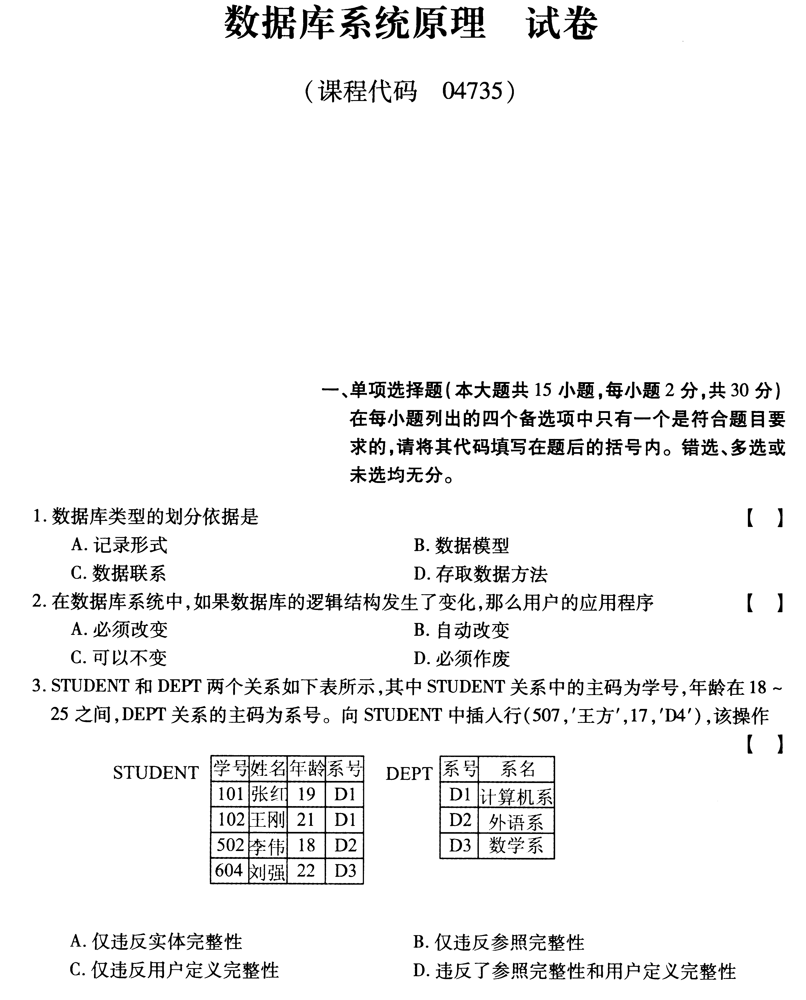 数据库系统原理 试卷
(课程代码 04735)
一、单项选择题(本大题共 15 小题,每小题 2 分,共 30 分)
在每小题列出的四个备选项中只有一个是符合题目要
求的,请将其代码填写在题后的括号内。错选、多选或
未选均无分。
1. 数据库类型的划分依据是 【 】
A. 记录形式 B. 数据模型
C. 数据联系 D. 存取数据方法
2. 在数据库系统中,如果数据库的逻辑结构发生了变化,那么用户的应用程序 【 】
A. 必须改变 B. 自动改变
C. 可以不变 D. 必须作废
3. STUDENT 和 DEPT 两个关系如下表所示,其中 STUDENT 关系中的主码为学号,年龄在 18 ~
25 之间,DEPT 关系的主码为系号。向 STUDENT 中插入行(507,'王方',17,'D4'),该操作
【 】
STUDENT 学号 姓名 年龄 系号 DEPT 系号 系名
101 张红 19 D1 D1 计算机系
102 王刚 21 D1 D2 外语系
502 李伟 18 D2 D3 数学系
604 刘强 22 D3
A. 仅违反实体完整性 B. 仅违反参照完整性
C. 仅违反用户定义完整性 D. 违反了参照完整性和用户定义完整性